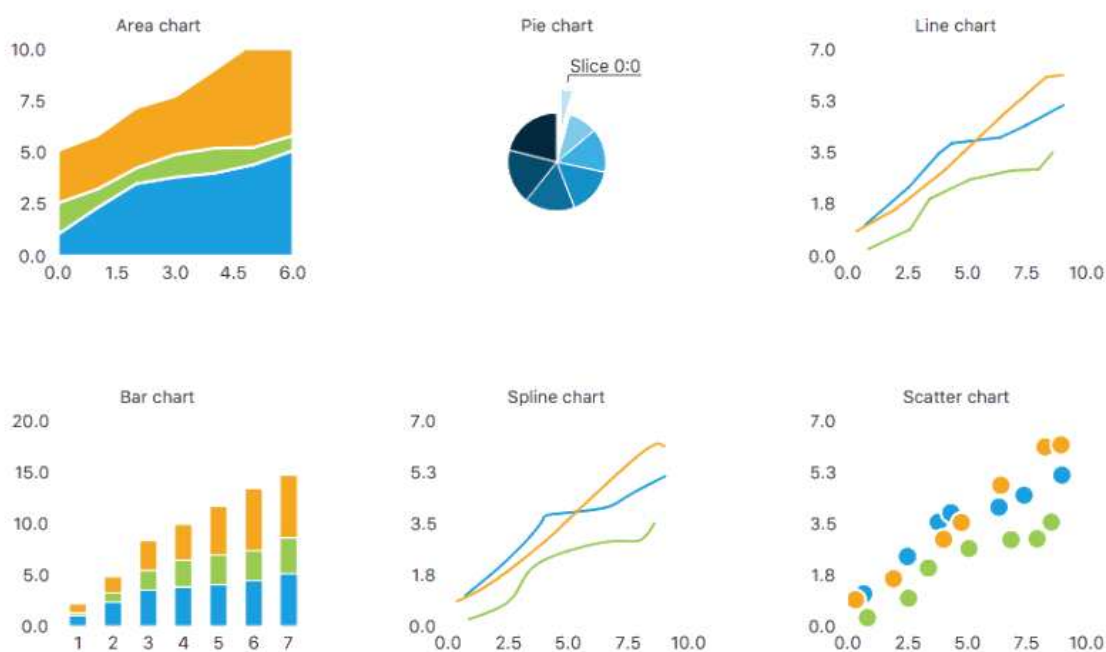 Area chart
10.0
7.5
5.0
2.5
0.0
0.0 1.5 3.0 4.5 6.0
Pie chart
Slice 0:0
Line chart
7.0
5.3
3.5
1.8
0.0
0.0 2.5 5.0 7.5 10.0
Bar chart
20.0
15.0
10.0
5.0
0.0
1 2 3 4 5 6 7
Spline chart
7.0
5.3
3.5
1.8
0.0
0.0 2.5 5.0 7.5 10.0
Scatter chart
7.0
5.3
3.5
1.8
0.0
0.0 2.5 5.0 7.5 10.0